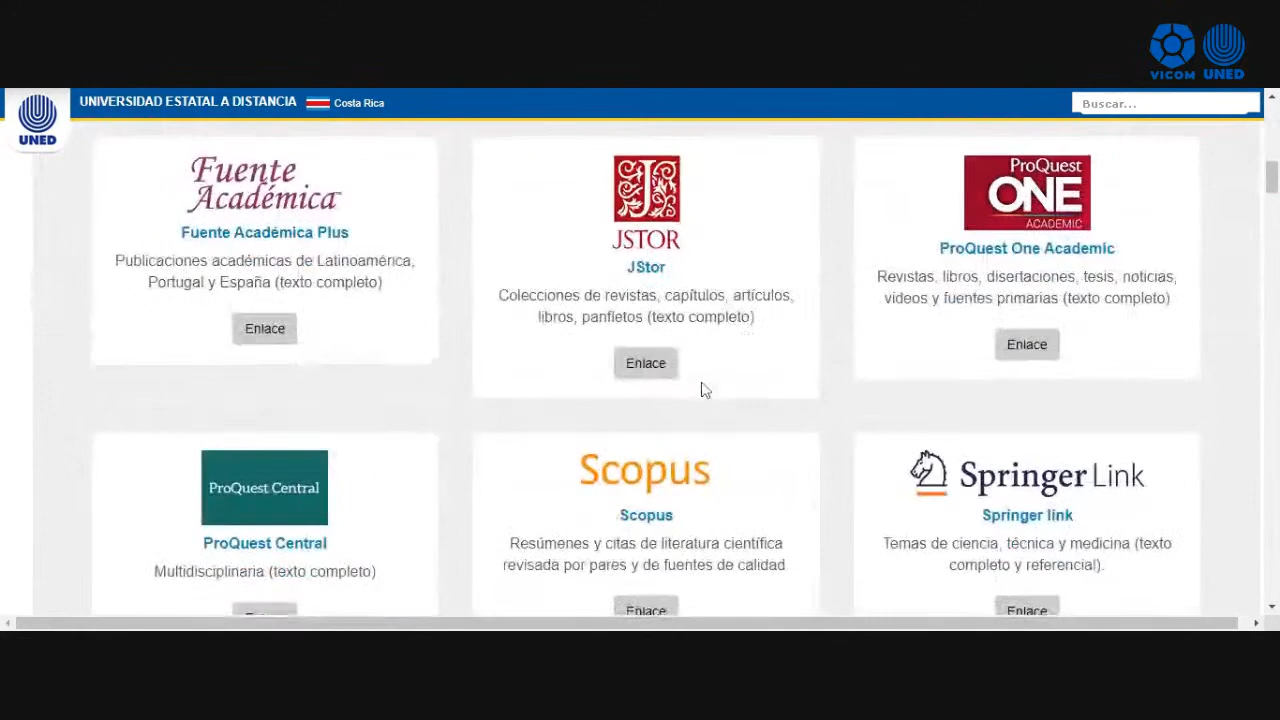 VICOM UNED
UNIVERSIDAD ESTATAL A DISTANCIA Costa Rica
Buscar...
UNED
Fuente
Académica
Fuente Académica Plus
Publicaciones académicas de Latinoamérica,
Portugal y España (texto completo)
Enlace
J
JSTOR
JStor
Colecciones de revistas, capítulos, artículos,
libros, panfletos (texto completo)
Enlace
ProQuest
ONE
ACADEMIC
ProQuest One Academic
Revistas, libros, disertaciones, tesis, noticias,
videos y fuentes primarias (texto completo)
Enlace
ProQuest Central
ProQuest Central
Multidisciplinaria (texto completo)
Scopus
Scopus
Resúmenes y citas de literatura científica
revisada por pares y de fuentes de calidad
Enlace
Springer Link
Springer link
Temas de ciencia, técnica y medicina (texto
completo y referencial).
Enlace